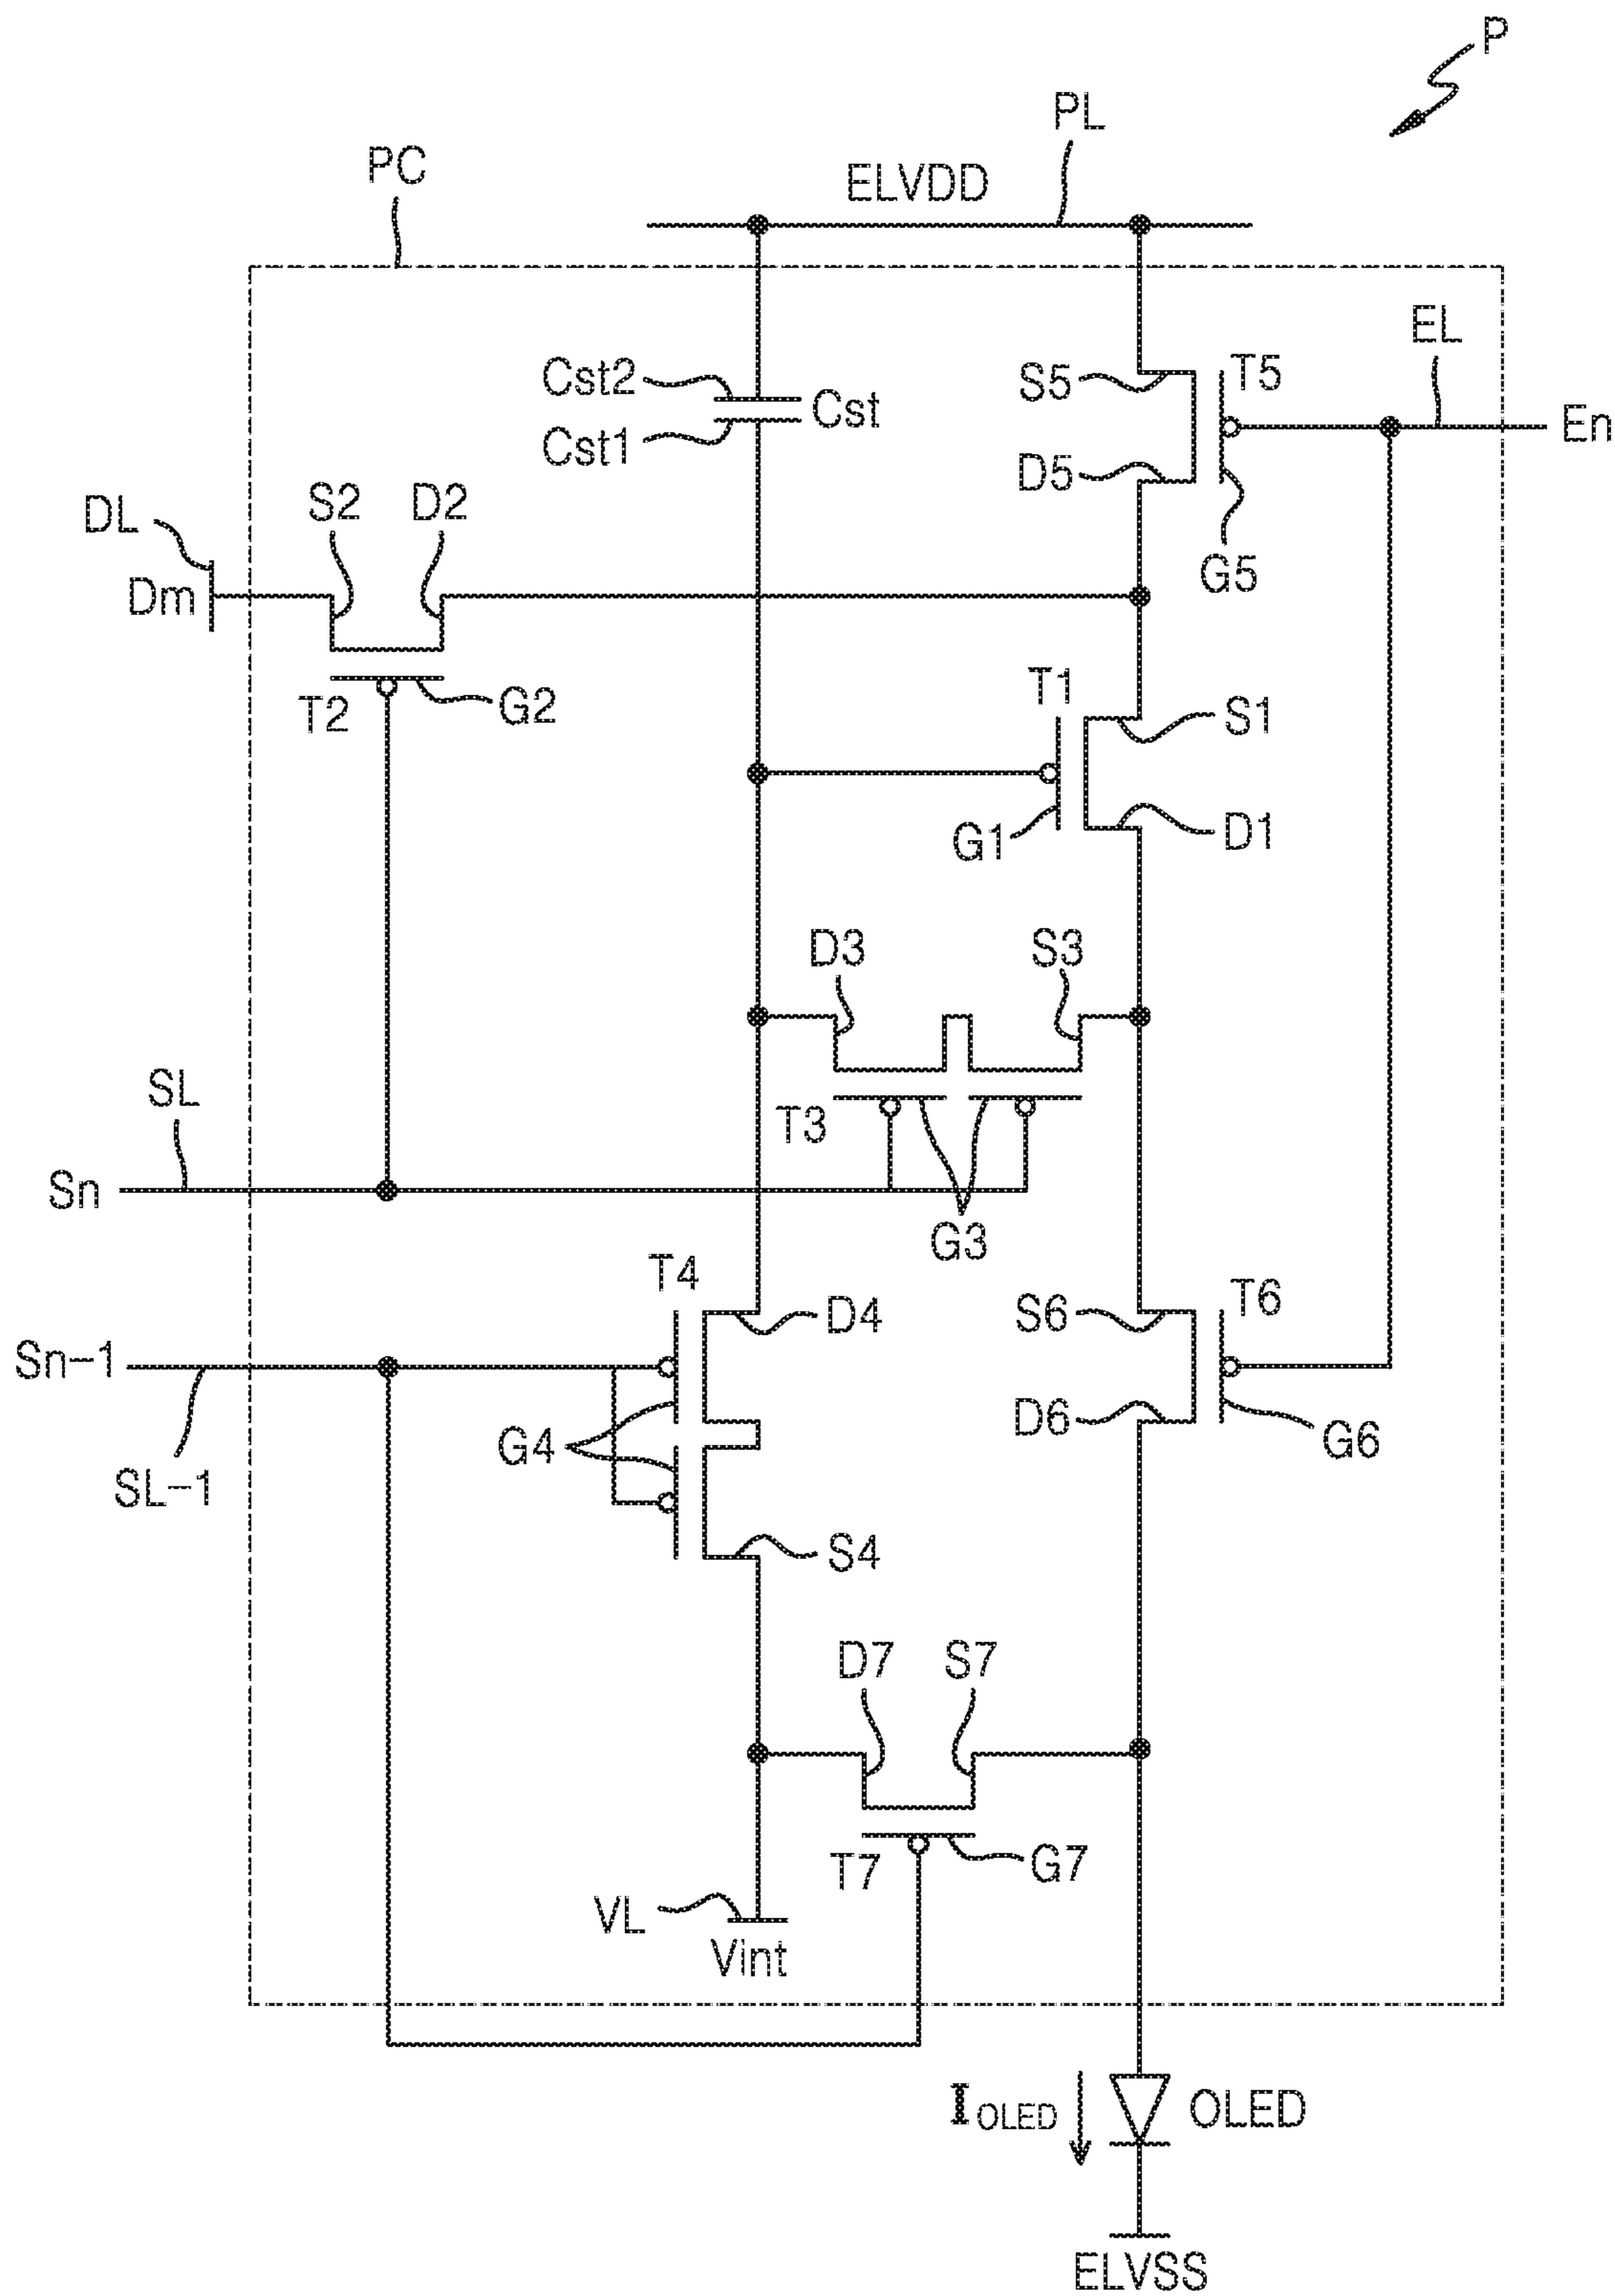 P
PL
PC
ELVDD
EL
Cst2
Cst
S5
T5
En
Cst1
D5
S2
D2
DL
G5
Dm
T1
T2
G2
S1
G1
D1
D3
S3
SL
T3
Sn
G3
T4
D4
S6
T6
Sn-1
D6
G4
G6
SL-1
S4
D7
S7
T7
G7
VL
Vint
IOLED
OLED
ELVSS